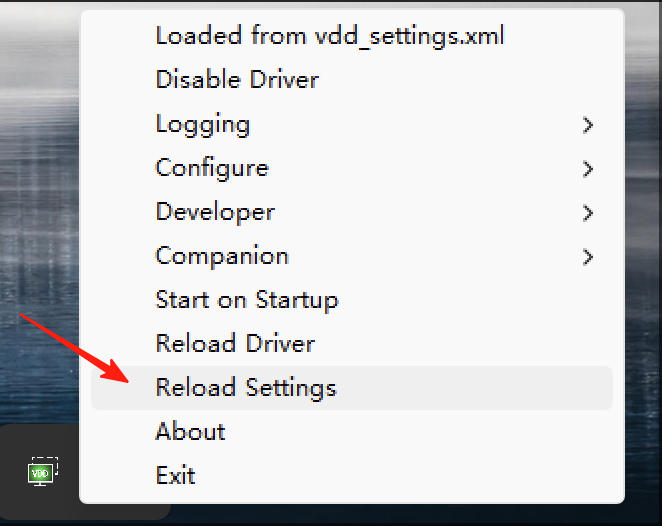 Loaded from vdd_settings.xml
Disable Driver
Logging
Configure
Developer
Companion
Start on Startup
Reload Driver
Reload Settings
About
Exit
VDD